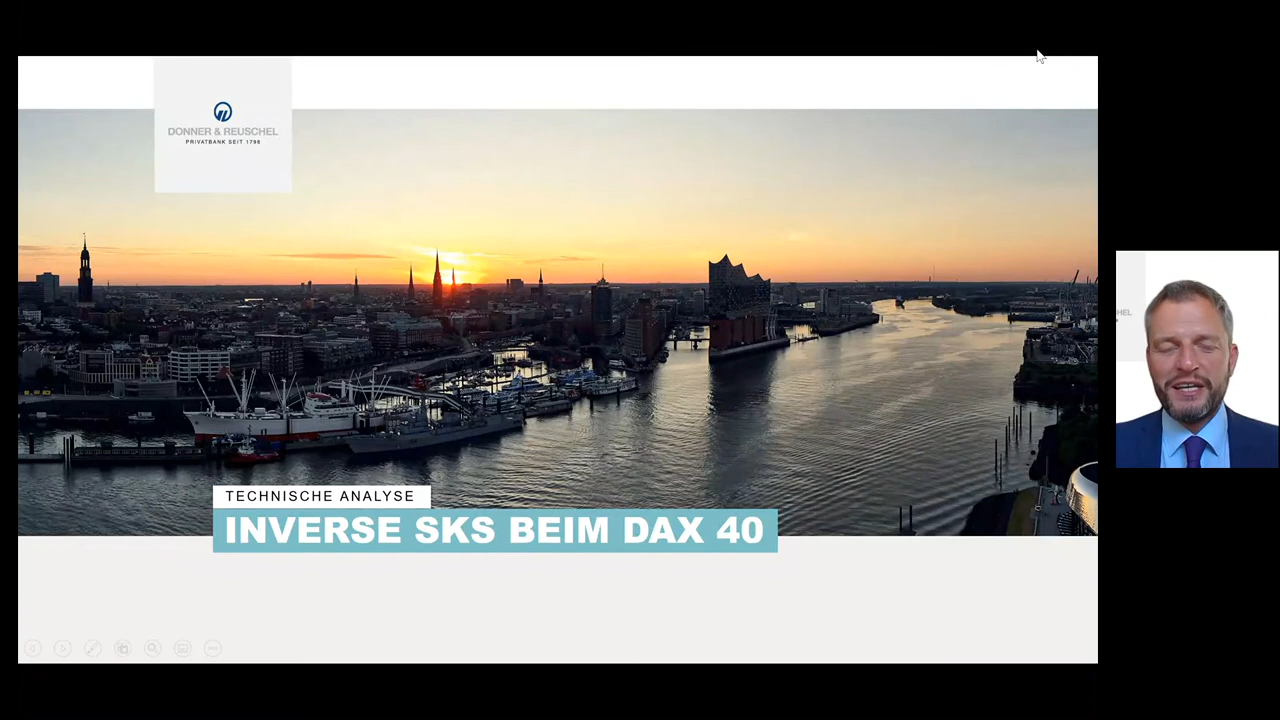 DONNER & REUSCHEL
PRIVATBANK SEIT 1798
TECHNISCHE ANALYSE
INVERSE SKS BEIM DAX 40